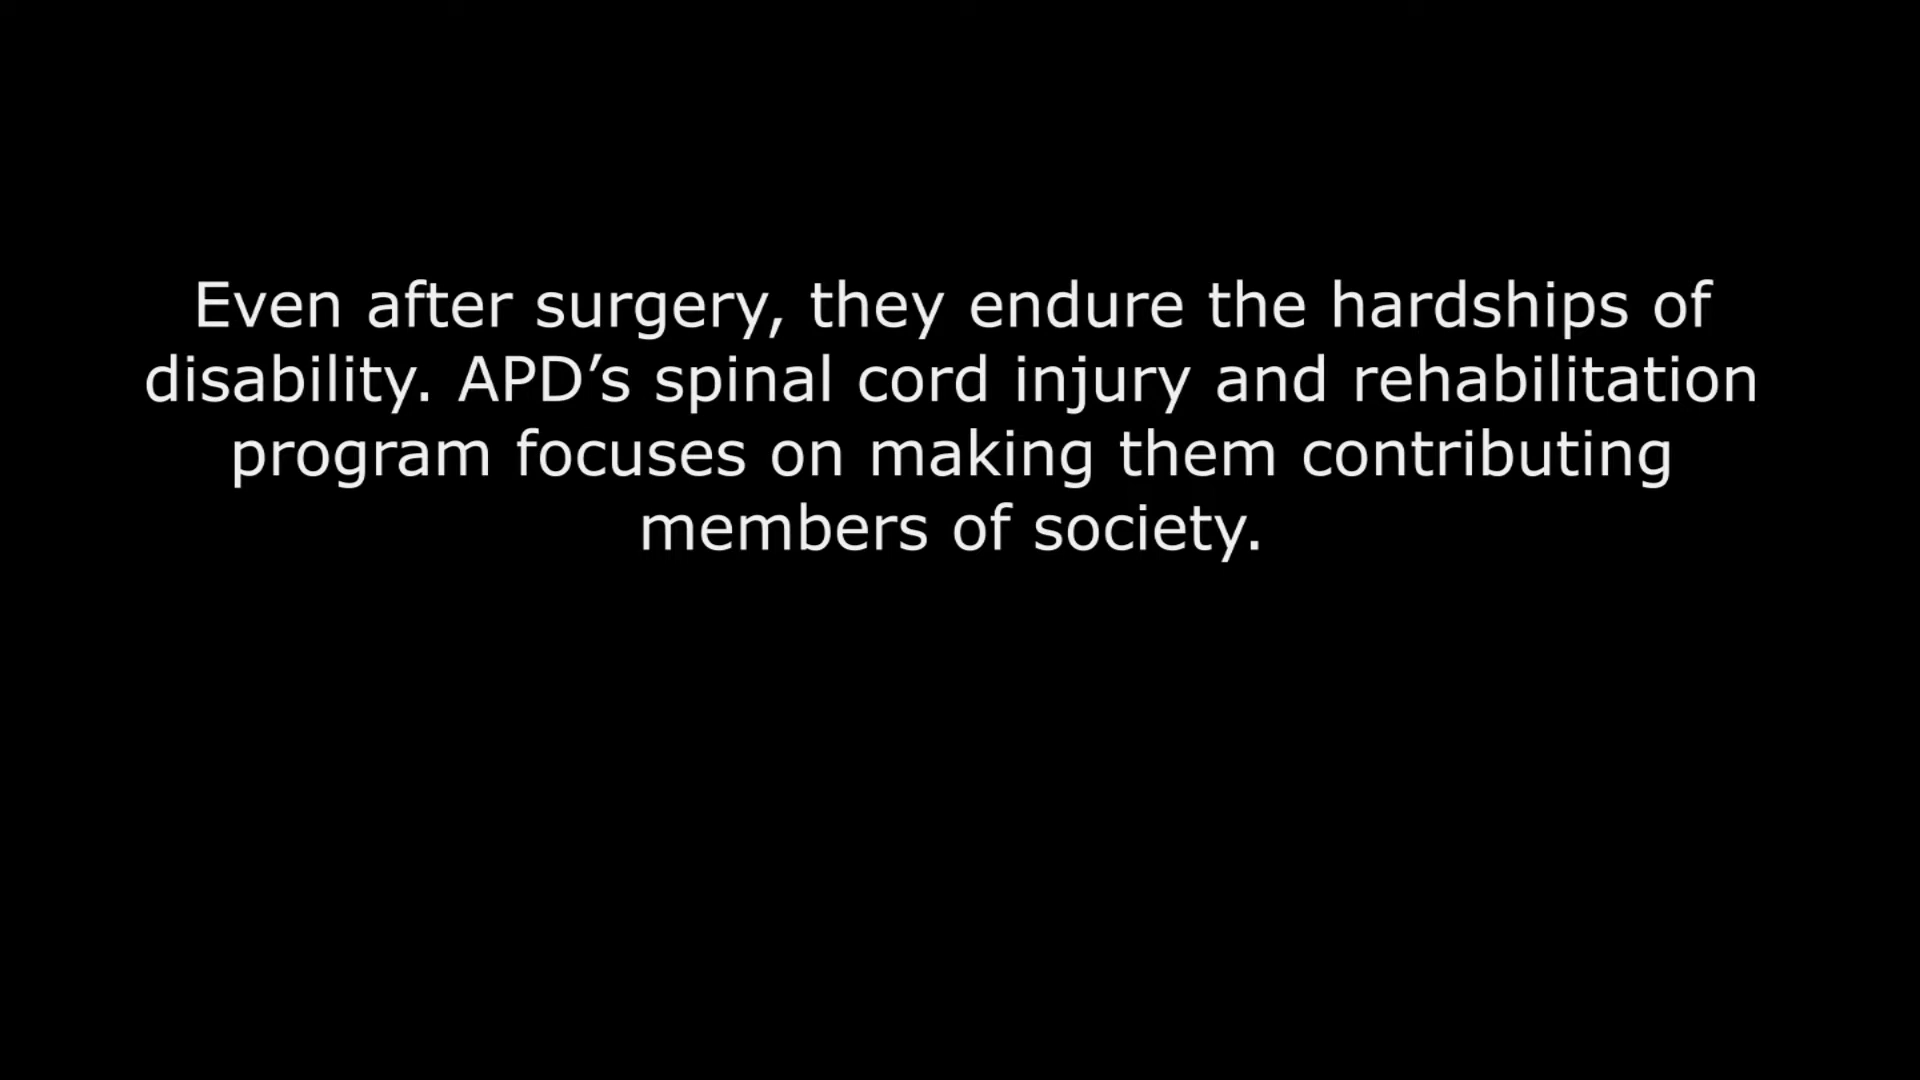 Even after surgery, they endure the hardships of
disability. APD’s spinal cord injury and rehabilitation
program focuses on making them contributing
members of society.